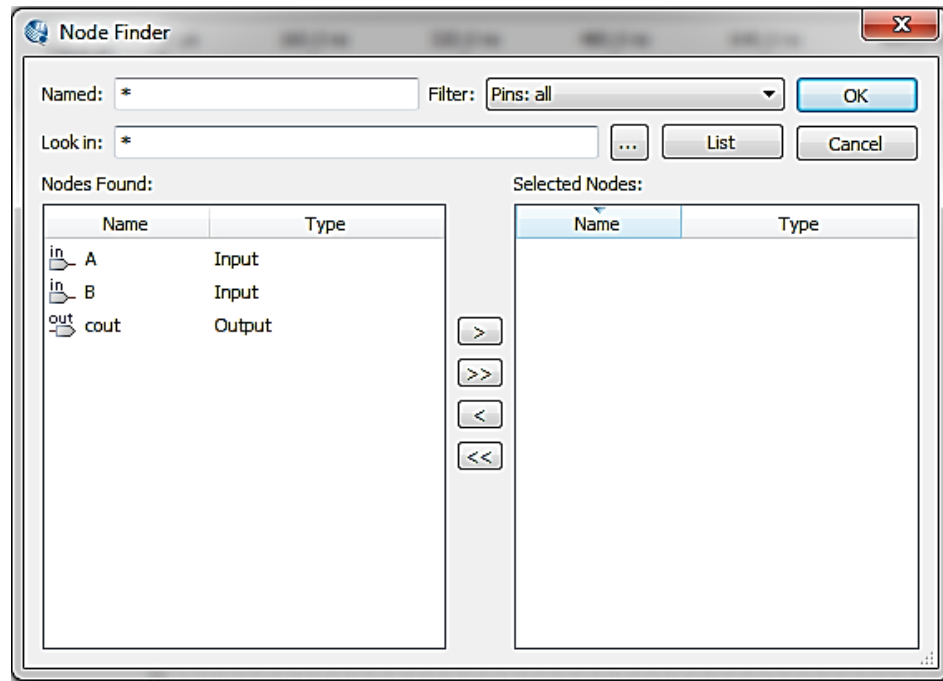 Node Finder
Named: * Filter: Pins: all OK
Look in: * ... List Cancel
Nodes Found: Selected Nodes:
Name Type Name Type
in A Input
in B Input
out cout Output
>
>>
<
<<